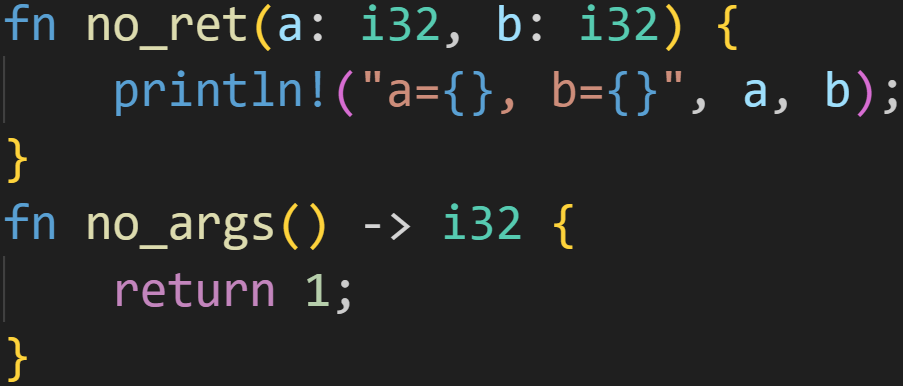 fn no_ret(a: i32, b: i32) {
    println!("a={}, b={}", a, b);
}
fn no_args() -> i32 {
    return 1;
}